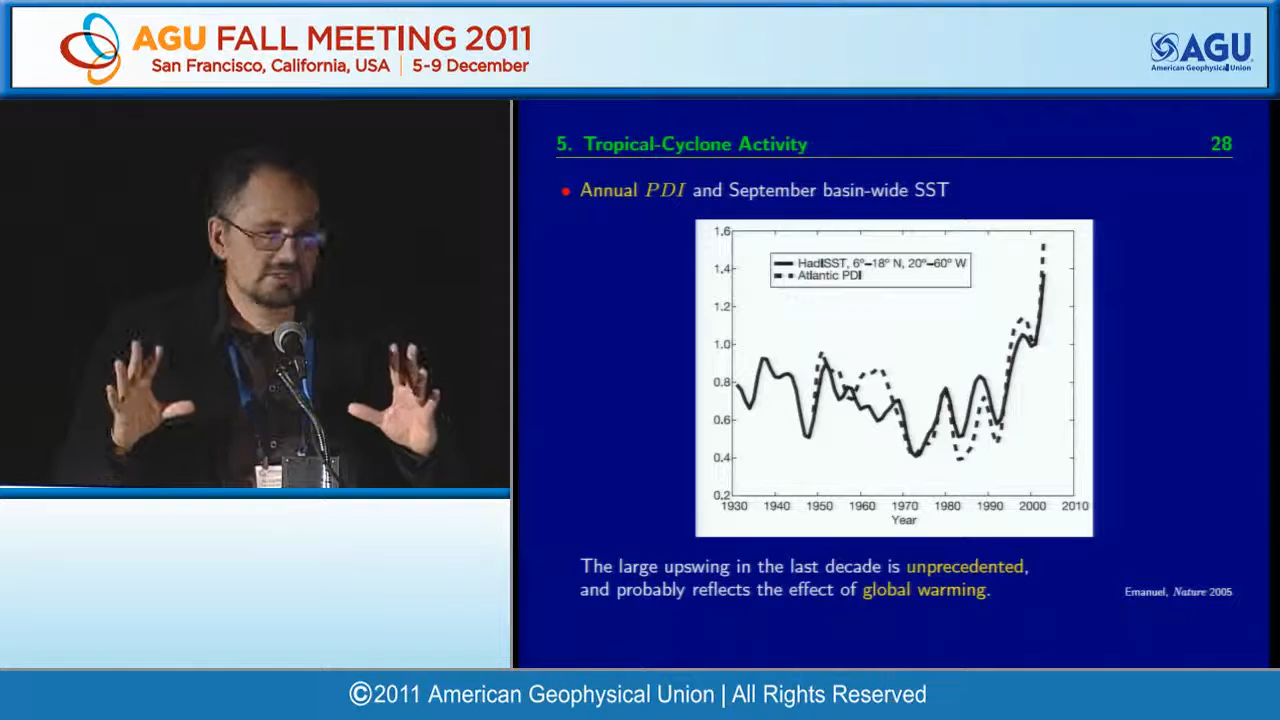 AGU FALL MEETING 2011
San Francisco, California, USA | 5-9 December
AGU
American Geophysical Union
5. Tropical-Cyclone Activity 28
• Annual PDI and September basin-wide SST
1.6
1.4
1.2
1.0
0.8
0.6
0.4
0.2
HadISST, 6°–18° N, 20°–60° W
Atlantic PDI
1930 1940 1950 1960 1970 1980 1990 2000 2010
Year
The large upswing in the last decade is unprecedented,
and probably reflects the effect of global warming.
Emanuel, Nature 2005
©2011 American Geophysical Union | All Rights Reserved